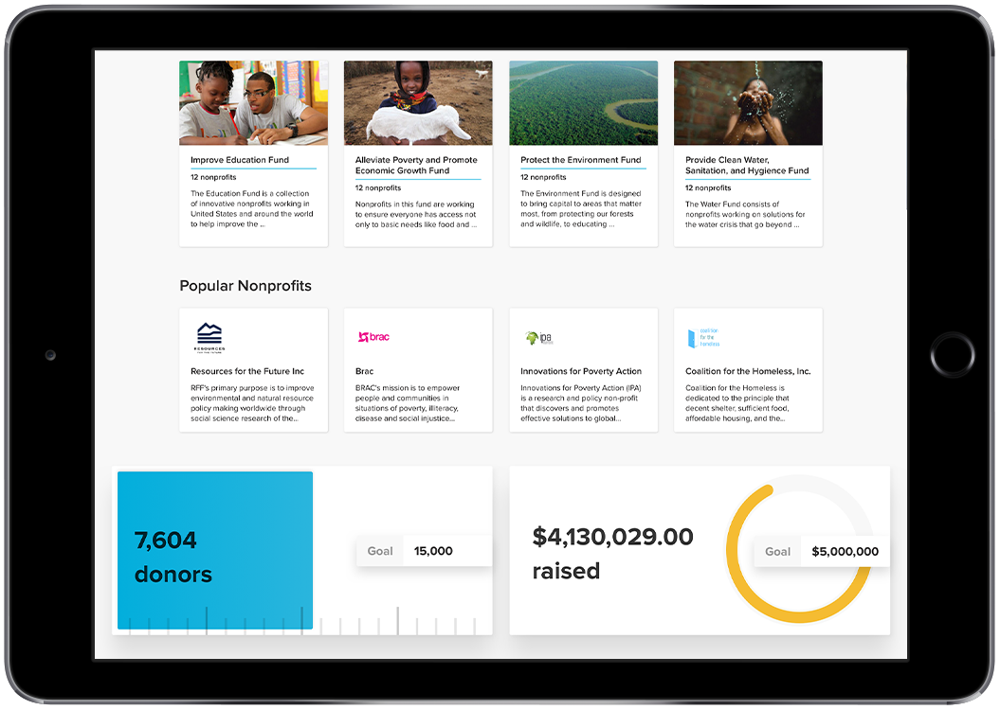 Improve Education Fund
12 nonprofits
The Education Fund is a collection
of innovative nonprofits working in
United States and around the world
to help improve the ...
Alleviate Poverty and Promote
Economic Growth Fund
12 nonprofits
Nonprofits in this fund are working
to ensure everyone has access not
only to basic needs like food and ...
Protect the Environment Fund
12 nonprofits
The Environment Fund is designed
to bring capital to areas that matter
most, from protecting our forests
and wildlife, to educating ...
Provide Clean Water,
Sanitation, and Hygience Fund
12 nonprofits
The Water Fund consists of
nonprofits working on solutions for
the water crisis that go beyond ...
Popular Nonprofits
RESOURCES
FOR THE FUTURE
Resources for the Future Inc
RFF's primary purpose is to improve
environmental and natural resource
policy making worldwide through
social science research of the...
brac
Brac
BRAC's mission is to empower
people and communities in
situations of poverty, illiteracy,
disease and social injustice...
ipa
Innovations for Poverty Action
Innovations for Poverty Action (IPA)
is a research and policy non-profit
that discovers and promotes
effective solutions to global...
coalition
for the
Homeless
Coalition for the Homeless, Inc.
Coalition for the Homeless is
dedicated to the principle that
decent shelter, sufficient food,
affordable housing, and the...
7,604
donors
Goal 15,000
$4,130,029.00
raised
Goal $5,000,000